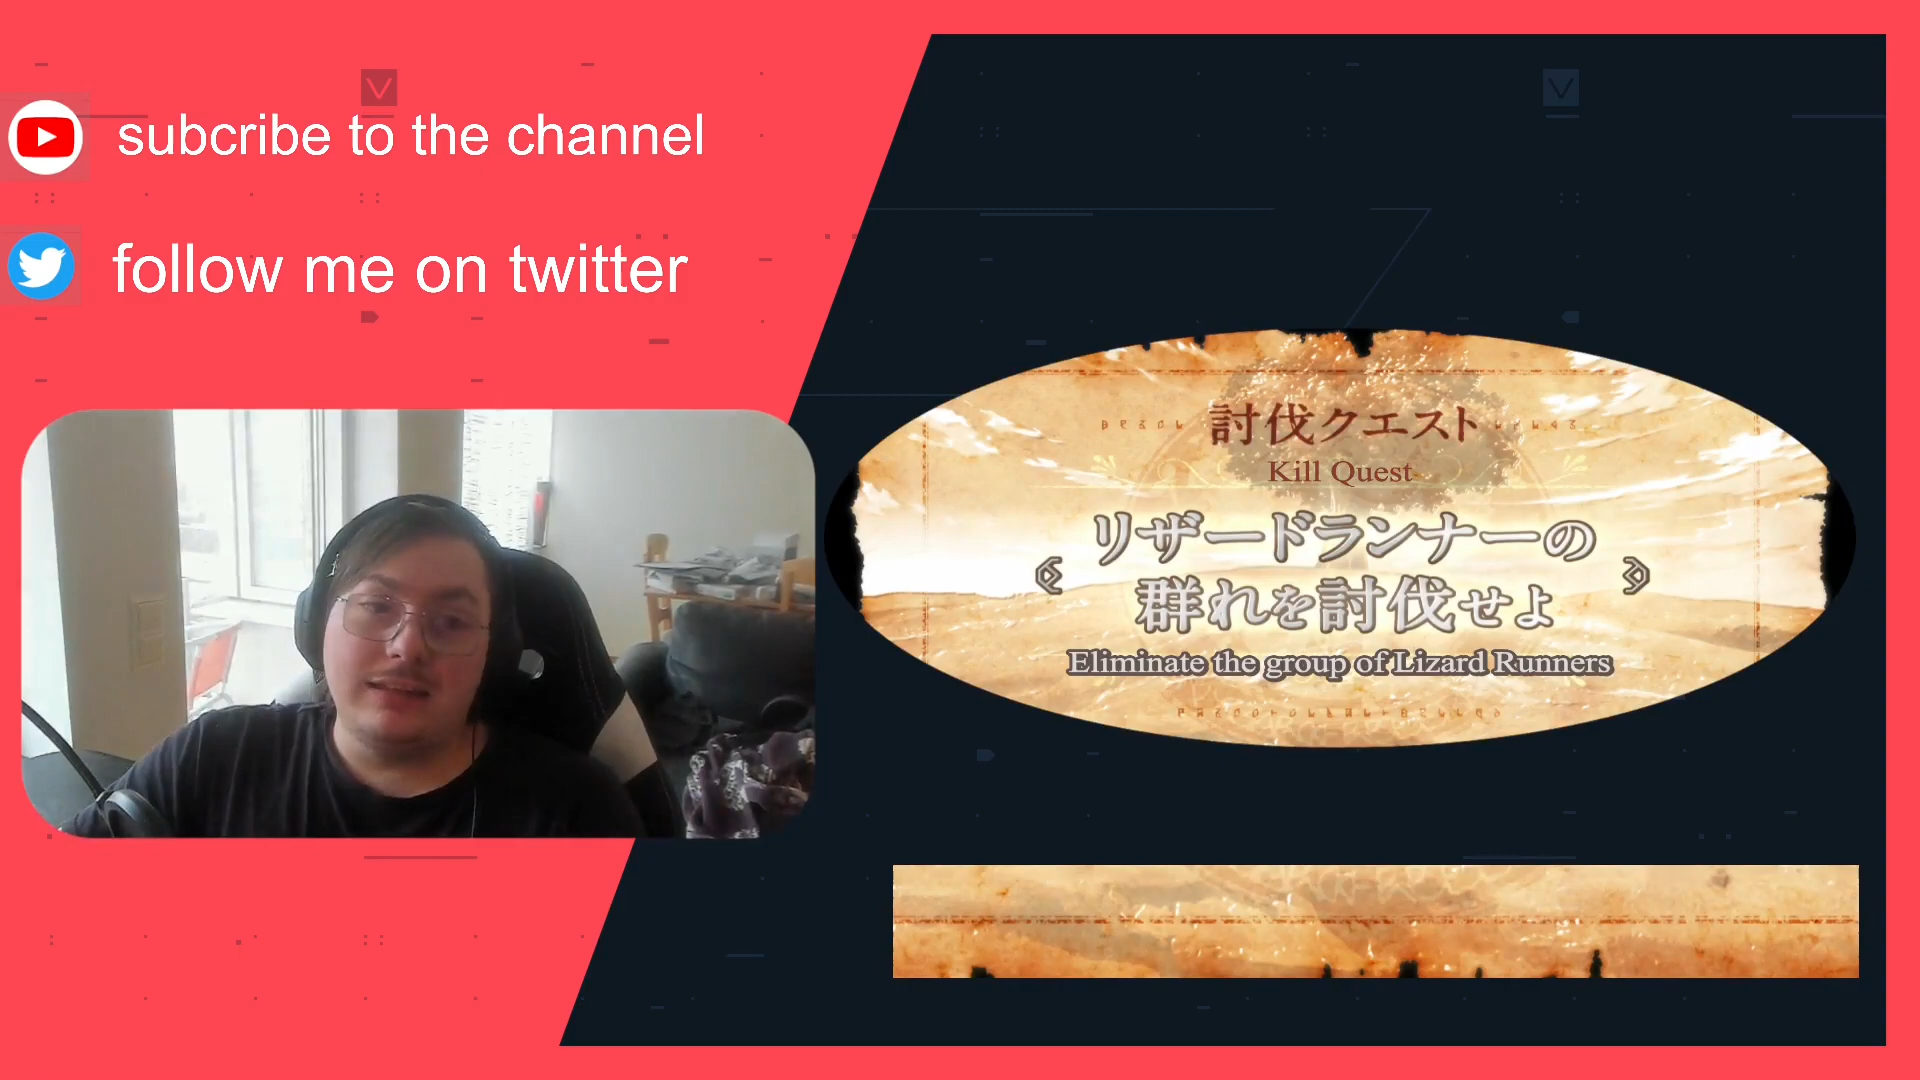 subcribe to the channel
follow me on twitter
討伐クエスト
Kill Quest
リザードランナーの
群れを討伐せよ
Eliminate the group of Lizard Runners